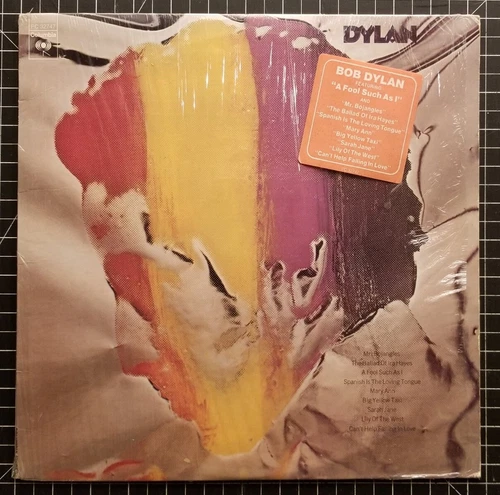 DYLAN
BOB DYLAN
FEATURING
"A Fool Such As I"
AND
"Mr. Bojangles"
"The Ballad Of Ira Hayes"
"Spanish Is The Loving Tongue"
"Mary Ann"
"Big Yellow Taxi"
"Sarah Jane"
"Lily Of The West"
"Can't Help Falling In Love"
Mr. Bojangles
The Ballad Of Ira Hayes
A Fool Such As I
Spanish Is The Loving Tongue
Mary Ann
Big Yellow Taxi
Sarah Jane
Lily Of The West
Can't Help Falling In Love